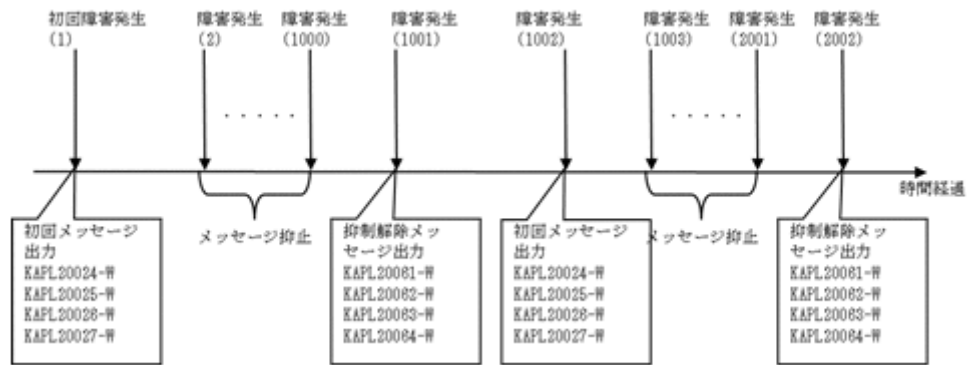 初回障害発生
(1)
障害発生
(2)
障害発生
(1000)
障害発生
(1001)
障害発生
(1002)
障害発生
(1003)
障害発生
(2001)
障害発生
(2002)
・・・・・
・・・・・
時間経過
メッセージ抑止
メッセージ抑止
初回メッセージ
出力
KAPL20024-W
KAPL20025-W
KAPL20026-W
KAPL20027-W
抑制解除メッ
セージ出力
KAPL20061-W
KAPL20062-W
KAPL20063-W
KAPL20064-W
初回メッセージ
出力
KAPL20024-W
KAPL20025-W
KAPL20026-W
KAPL20027-W
抑制解除メッ
セージ出力
KAPL20061-W
KAPL20062-W
KAPL20063-W
KAPL20064-W